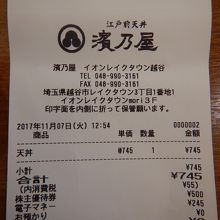 江戸前天丼
濱乃屋
濱乃屋 イオンレイクタウン越谷
TEL 048-990-3161
FAX 048-990-3161
埼玉県越谷市レイクタウン3丁目1番地1
イオンレイクタウンmori3F
印字面を内側に折って保管願います。
2017年11月07日(火) 12:54 0000002
商品 単価 数量 金額
天丼 ¥745 1 ¥745
小計 ¥745
合計 ¥745
(内消費税 ¥55)
株主優待券 ¥500
電子マネー ¥245
お預かり